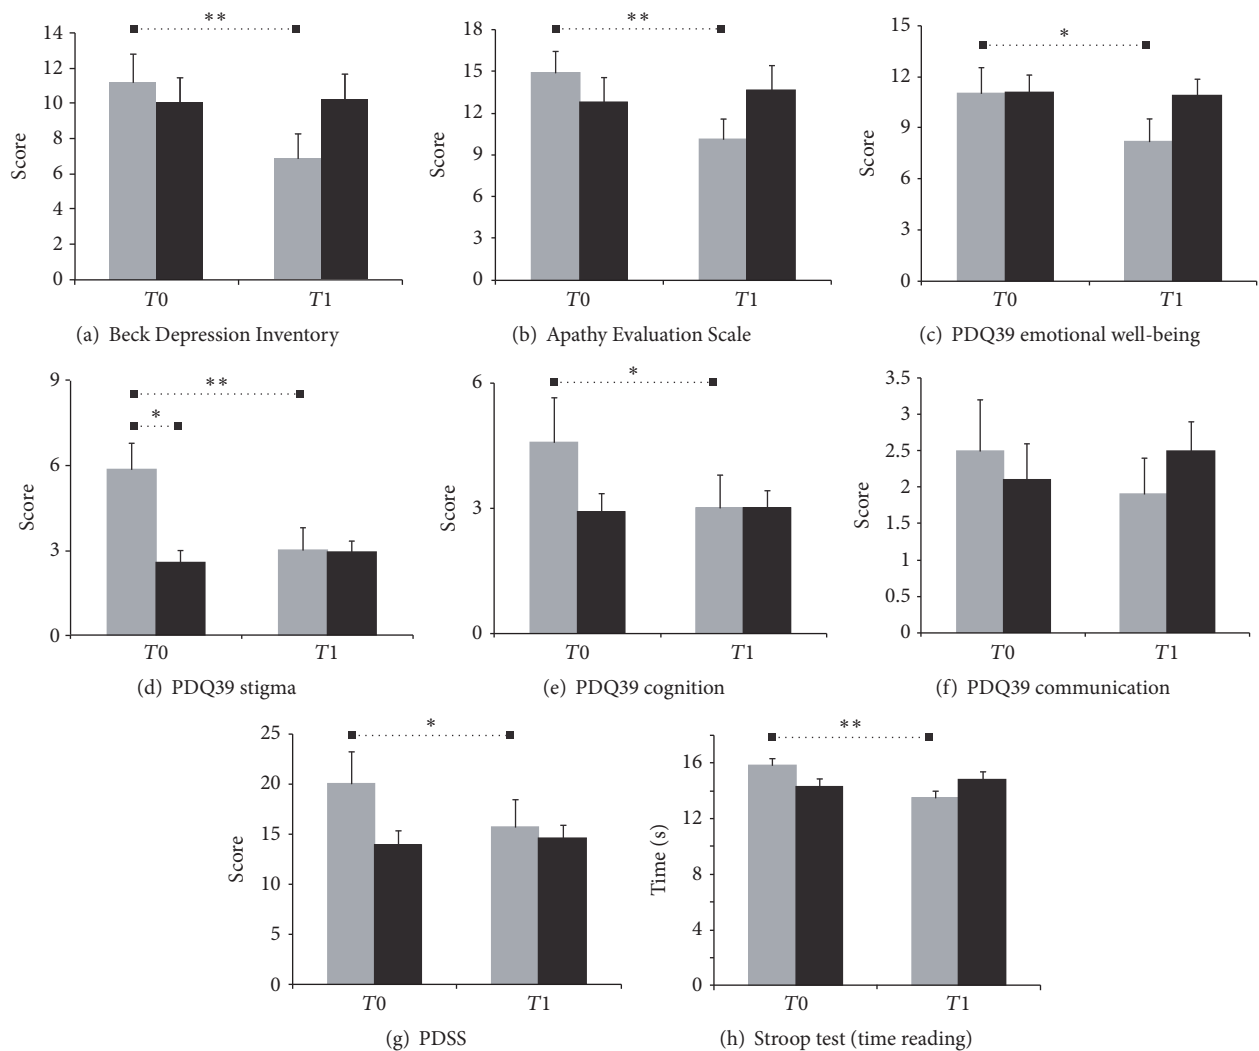 **
14
12
10
8
6
4
2
0
Score
T0
T1
(a) Beck Depression Inventory
**
18
15
12
9
6
3
0
Score
T0
T1
(b) Apathy Evaluation Scale
*
15
12
9
6
3
0
Score
T0
T1
(c) PDQ39 emotional well-being
**
*
9
6
3
0
Score
T0
T1
(d) PDQ39 stigma
*
6
3
0
Score
T0
T1
(e) PDQ39 cognition
3.5
3
2.5
2
1.5
1
0.5
0
Score
T0
T1
(f) PDQ39 communication
*
25
20
15
10
5
0
Score
T0
T1
(g) PDSS
**
16
12
8
4
0
Time (s)
T0
T1
(h) Stroop test (time reading)